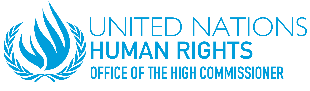 UNITED NATIONS
HUMAN RIGHTS
OFFICE OF THE HIGH COMMISSIONER